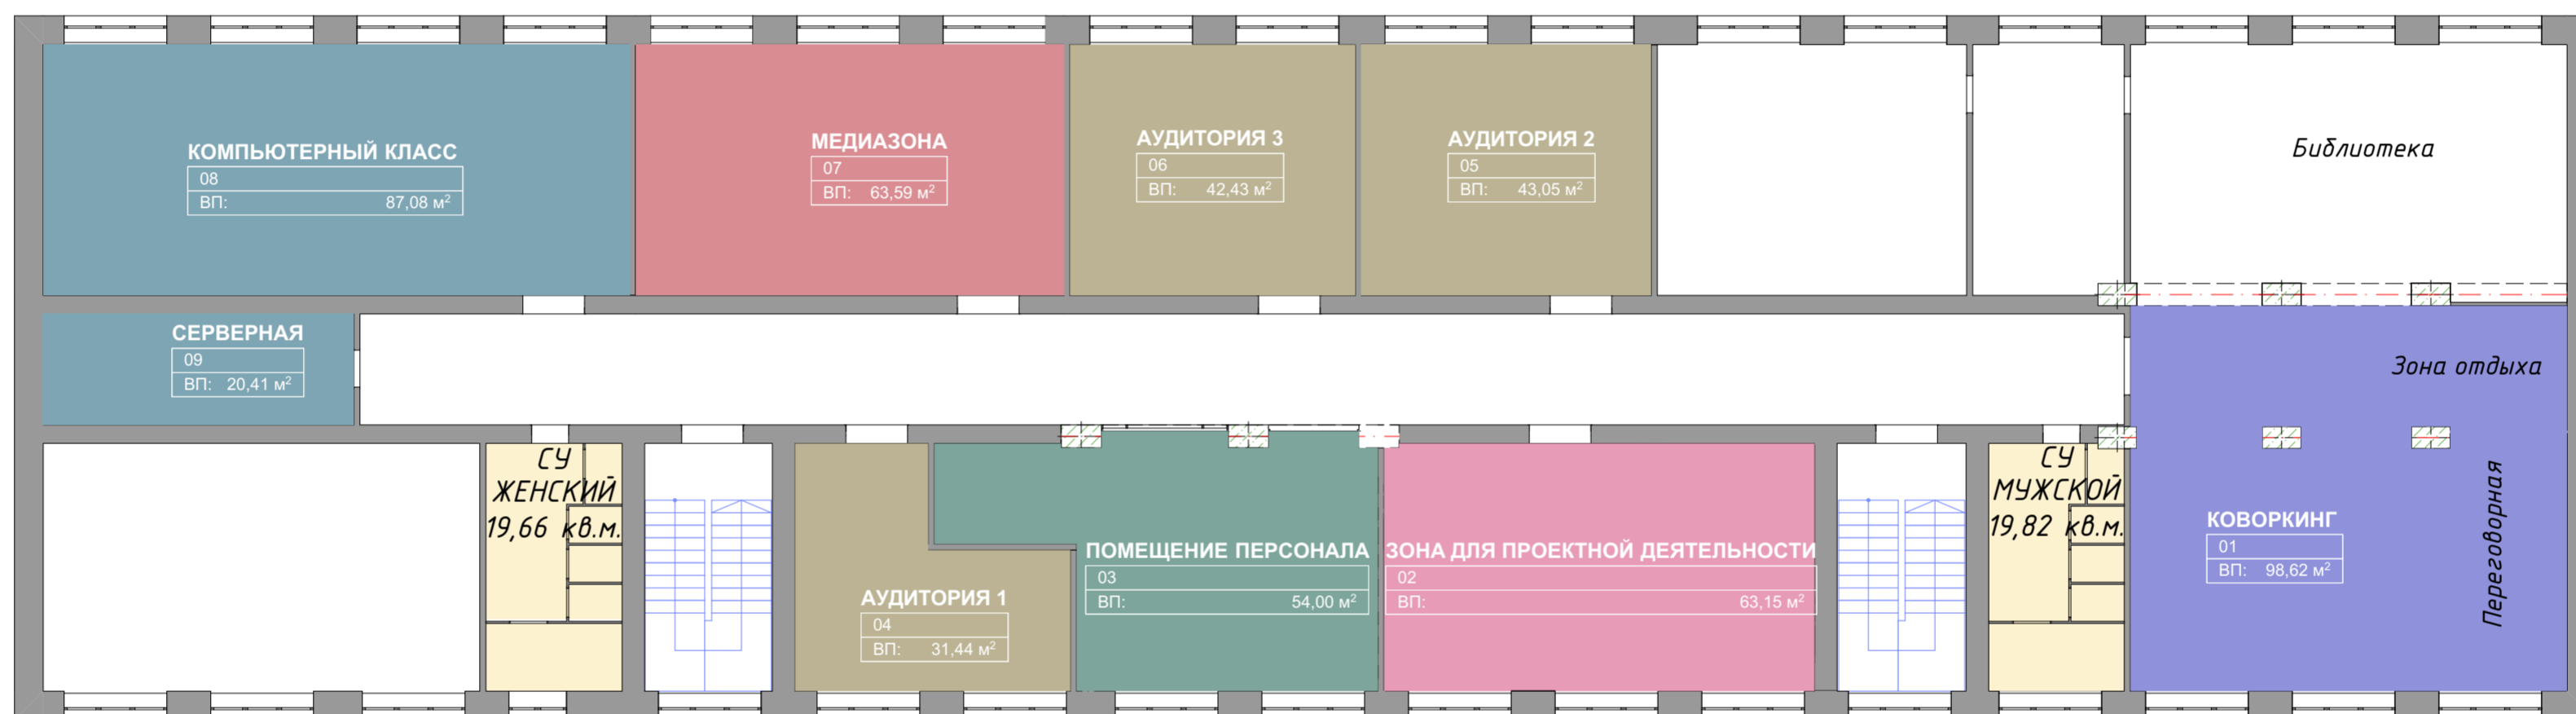 КОМПЬЮТЕРНЫЙ КЛАСС
08
ВП: 87,08 м²
МЕДИАЗОНА
07
ВП: 63,59 м²
АУДИТОРИЯ 3
06
ВП: 42,43 м²
АУДИТОРИЯ 2
05
ВП: 43,05 м²
Библиотека
СЕРВЕРНАЯ
09
ВП: 20,41 м²
Зона отдыха
СУ
ЖЕНСКИЙ
19,66 кв.м.
АУДИТОРИЯ 1
04
ВП: 31,44 м²
ПОМЕЩЕНИЕ ПЕРСОНАЛА
03
ВП: 54,00 м²
ЗОНА ДЛЯ ПРОЕКТНОЙ ДЕЯТЕЛЬНОСТИ
02
ВП: 63,15 м²
СУ
МУЖСКОЙ
19,82 кв.м.
КОВОРКИНГ
01
ВП: 98,62 м²
Переговорная